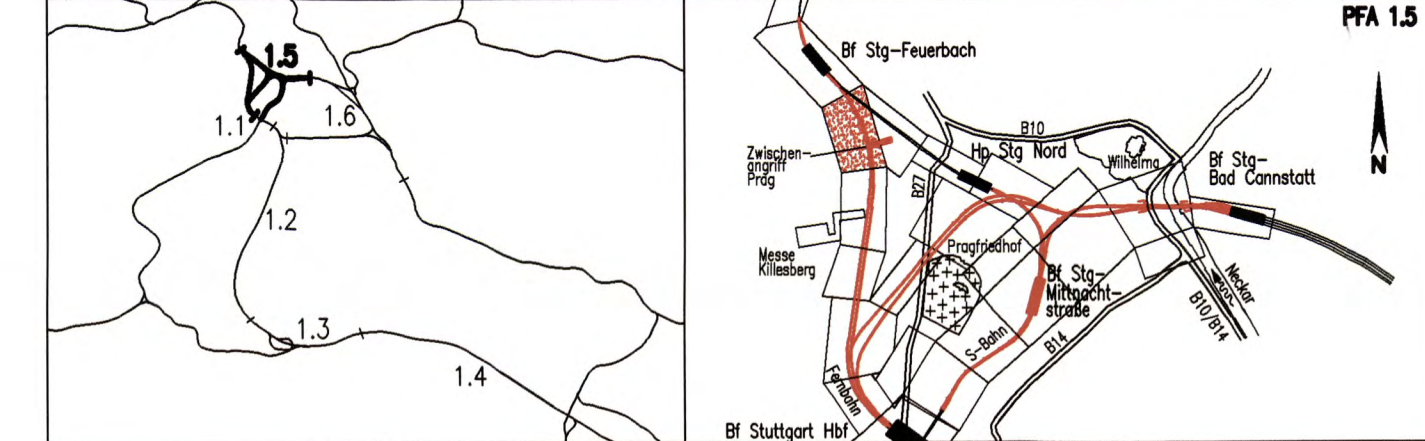 1.5
1.1
1.6
1.2
1.3
1.4
PFA 1.5
Bf Stg-Feuerbach
B10
Hp Stg Nord
Wilhelma
Bf Stg-
Bad Cannstatt
N
Zwischen-
angriff
Prag
B27
Messe
Killesberg
Pragfriedhof
Bf Stg-
Mittnacht-
straße
Neckar
B10/B14
S-Bahn
B14
Fernbahn
Bf Stuttgart Hbf